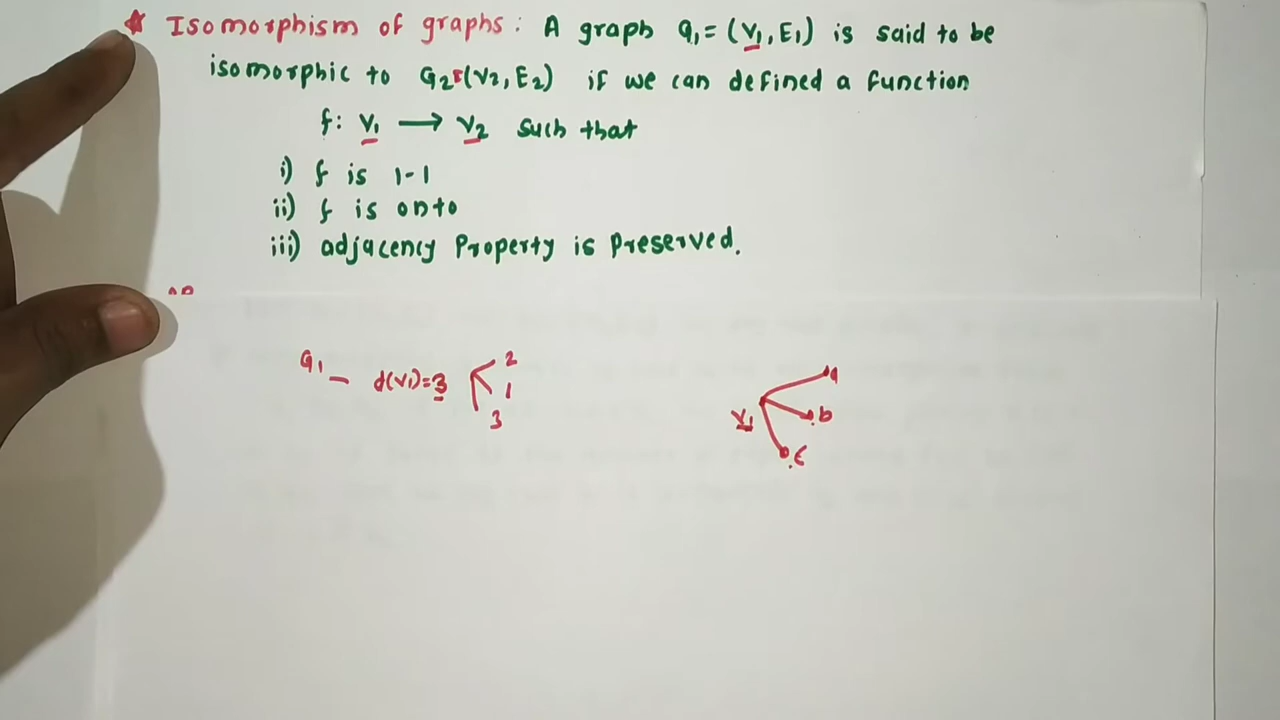 * Isomorphism of graphs: A graph G1 = (V1, E1) is said to be
isomorphic to G2=(V2, E2) if we can defined a function
f: V1 → V2 such that
i) f is 1-1
ii) f is onto
iii) adjacency Property is Preserved.
G1 – d(V1)=3
2
1
3
V1
a
b
c